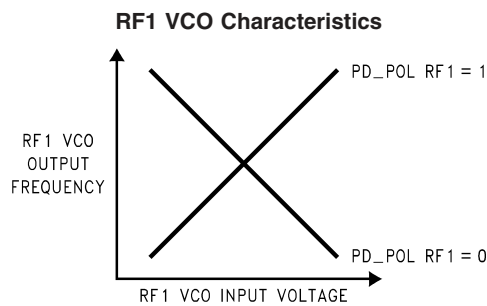 RF1 VCO Characteristics
PD_POL RF1 = 1
RF1 VCO
OUTPUT
FREQUENCY
PD_POL RF1 = 0
RF1 VCO INPUT VOLTAGE